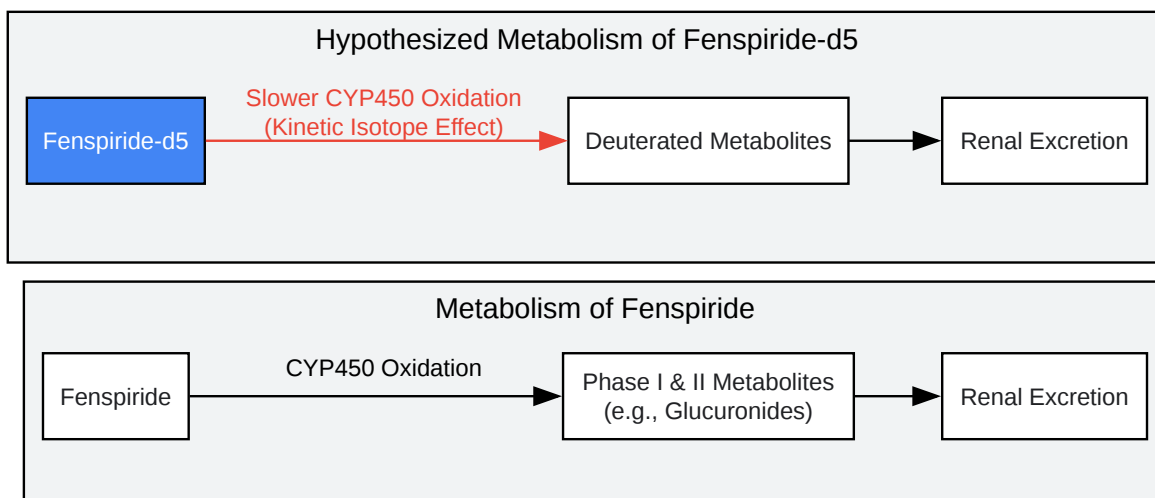 Hypothesized Metabolism of Fenspiride-d5
Slower CYP450 Oxidation
(Kinetic Isotope Effect)
Fenspiride-d5
Deuterated Metabolites
Renal Excretion
Metabolism of Fenspiride
CYP450 Oxidation
Fenspiride
Phase I & II Metabolites
(e.g., Glucuronides)
Renal Excretion